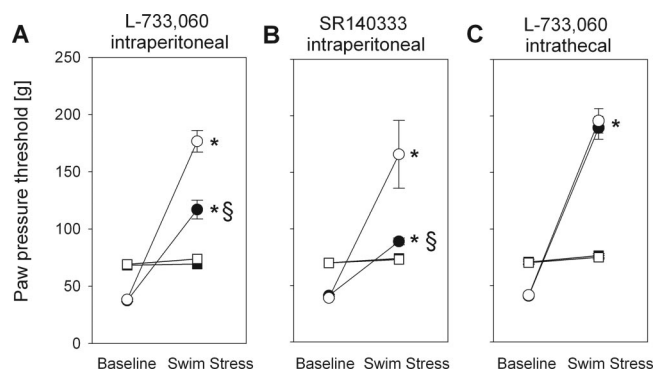 A
L-733,060
intraperitoneal
B
SR140333
intraperitoneal
C
L-733,060
intrathecal
Paw pressure threshold [g]
250
200
150
100
50
0
*
* §
*
* §
*
Baseline Swim Stress
Baseline Swim Stress
Baseline Swim Stress